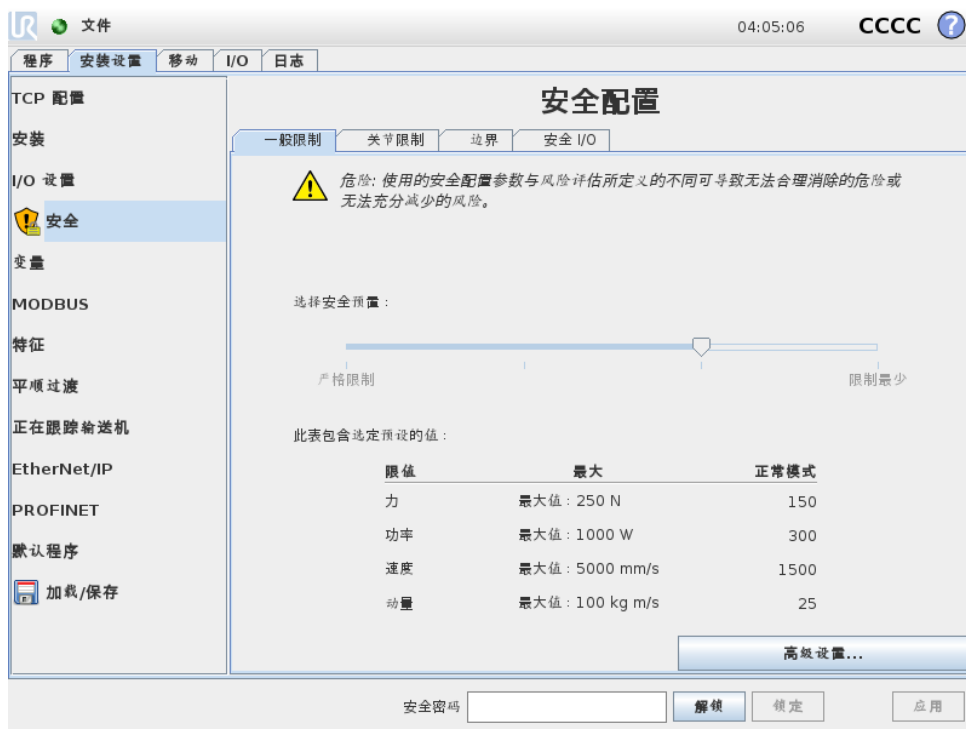 UR 文件 04:05:06 CCCC ?
程序 安装设置 移动 I/O 日志
TCP 配置
安装
I/O 设置
安全
变量
MODBUS
特征
平顺过渡
正在跟踪输送机
EtherNet/IP
PROFINET
默认程序
加载/保存
安全配置
一般限制 关节限制 边界 安全 I/O
危险: 使用的安全配置参数与风险评估所定义的不同可导致无法合理消除的危险或
无法充分减少的风险。
选择安全预置：
严格限制 限制最少
此表包含选定预设的值：
限值 最大 正常模式
力 最大值：250 N 150
功率 最大值：1000 W 300
速度 最大值：5000 mm/s 1500
动量 最大值：100 kg m/s 25
高级设置...
安全密码 解锁 锁定 应用